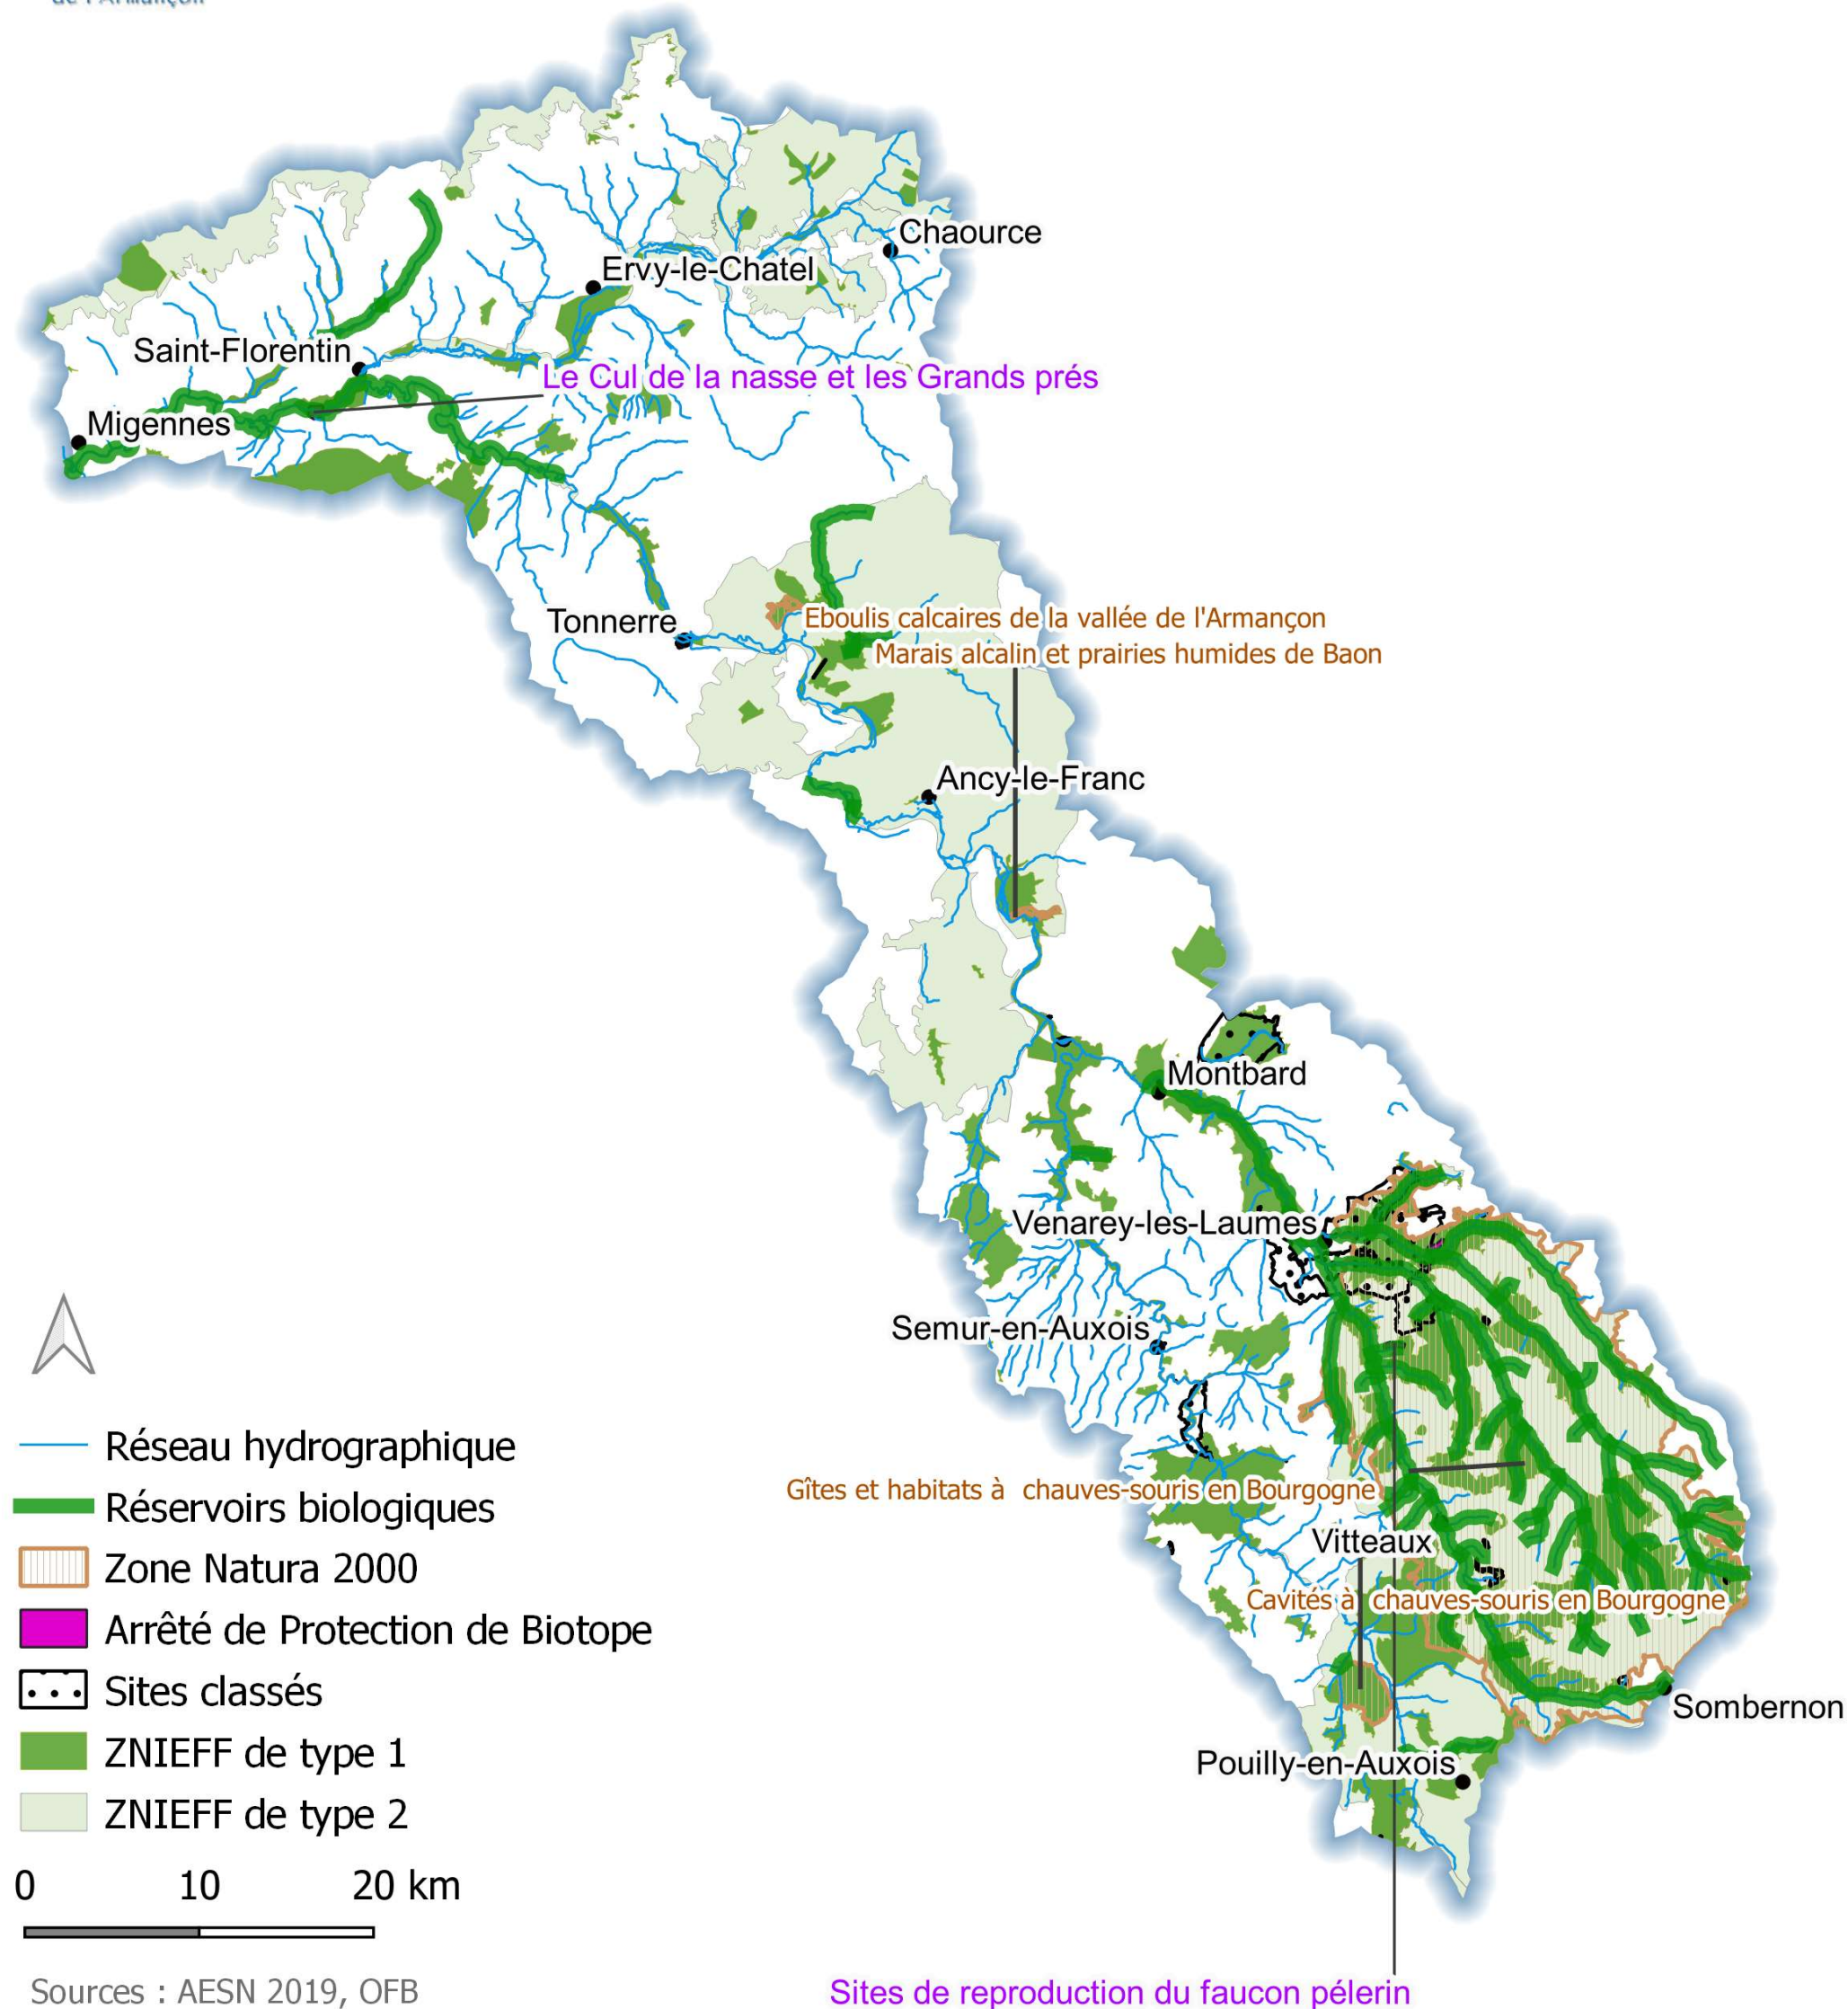 de l'Armançon
Chaource
Ervy-le-Chatel
Saint-Florentin
Le Cul de la nasse et les Grands prés
Migennes
Eboulis calcaires de la vallée de l'Armançon
Tonnerre
Marais alcalin et prairies humides de Baon
Ancy-le-Franc
Montbard
Venarey-les-Laumes
Semur-en-Auxois
Gîtes et habitats à chauves-souris en Bourgogne
Vitteaux
Cavités à chauves-souris en Bourgogne
Sombernon
Pouilly-en-Auxois
Réseau hydrographique
Réservoirs biologiques
Zone Natura 2000
Arrêté de Protection de Biotope
Sites classés
ZNIEFF de type 1
ZNIEFF de type 2
0 10 20 km
Sources : AESN 2019, OFB
Sites de reproduction du faucon pélerin